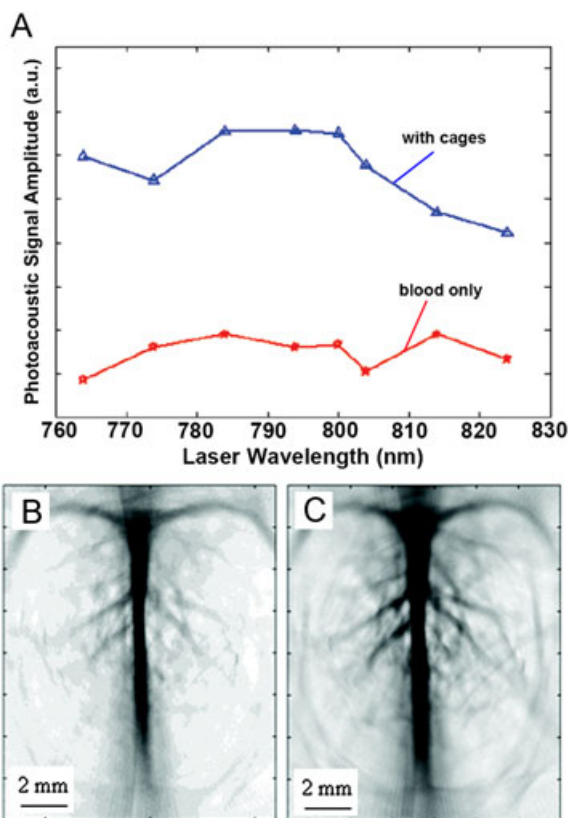 A
Photoacoustic Signal Amplitude (a.u.)
with cages
blood only
760 770 780 790 800 810 820 830
Laser Wavelength (nm)
B
C
2 mm
2 mm